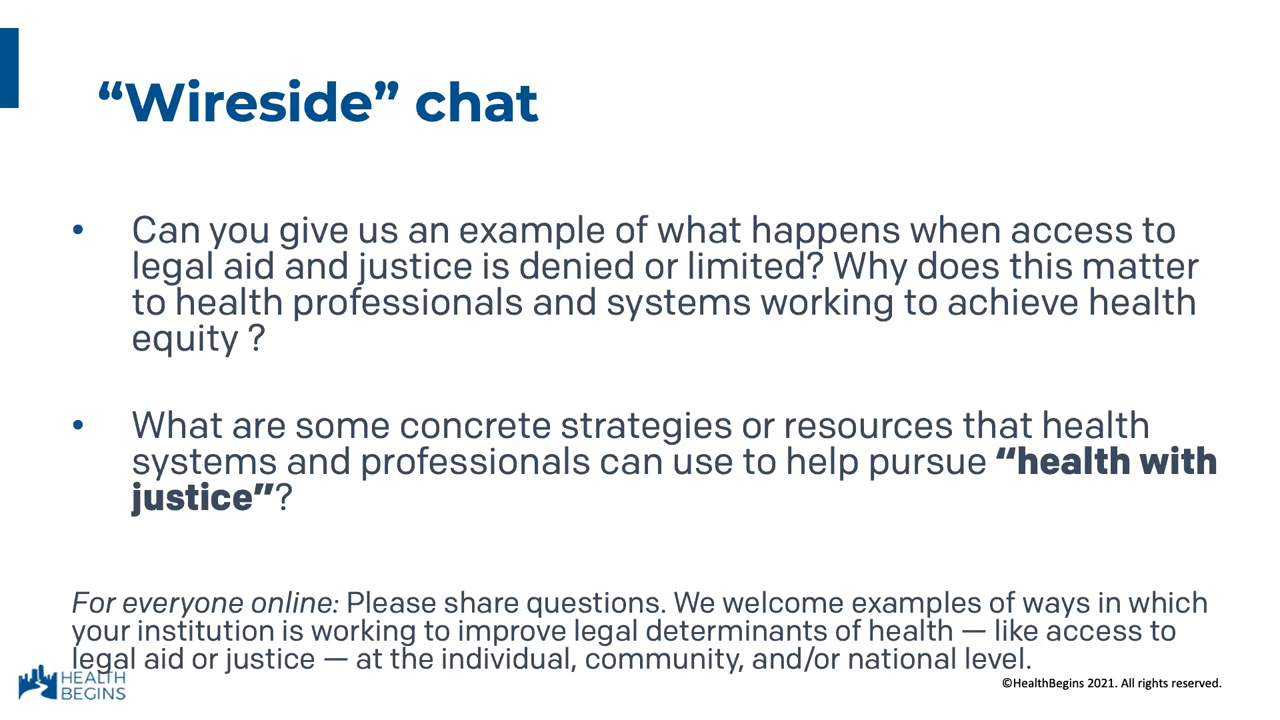 “Wireside” chat
• Can you give us an example of what happens when access to
legal aid and justice is denied or limited? Why does this matter
to health professionals and systems working to achieve health
equity ?
• What are some concrete strategies or resources that health
systems and professionals can use to help pursue “health with
justice”?
For everyone online: Please share questions. We welcome examples of ways in which
your institution is working to improve legal determinants of health — like access to
legal aid or justice — at the individual, community, and/or national level.
HEALTH
BEGINS
©HealthBegins 2021. All rights reserved.